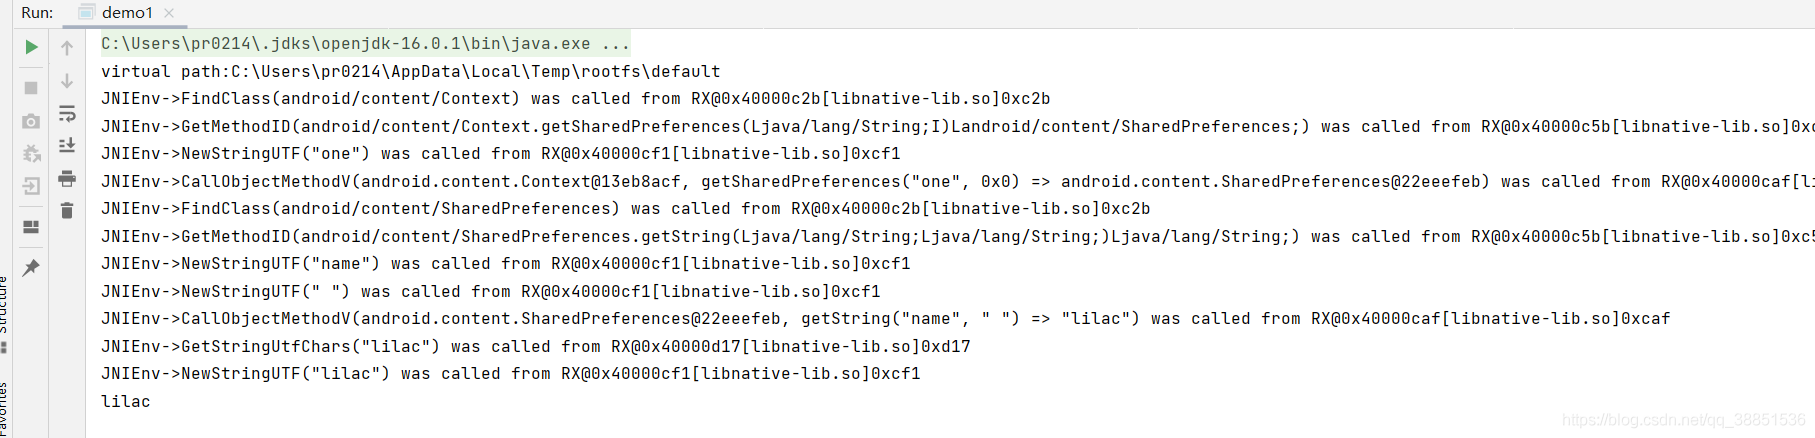 Run: demo1
C:\Users\pr0214\.jdks\openjdk-16.0.1\bin\java.exe ...
virtual path:C:\Users\pr0214\AppData\Local\Temp\rootfs\default
JNIEnv->FindClass(android/content/Context) was called from RX@0x40000c2b[libnative-lib.so]0xc2b
JNIEnv->GetMethodID(android/content/Context.getSharedPreferences(Ljava/lang/String;I)Landroid/content/SharedPreferences;) was called from RX@0x40000c5b[libnative-lib.so]0xc
JNIEnv->NewStringUTF("one") was called from RX@0x40000cf1[libnative-lib.so]0xcf1
JNIEnv->CallObjectMethodV(android.content.Context@13eb8acf, getSharedPreferences("one", 0x0) => android.content.SharedPreferences@22eeefeb) was called from RX@0x40000caf[li
JNIEnv->FindClass(android/content/SharedPreferences) was called from RX@0x40000c2b[libnative-lib.so]0xc2b
JNIEnv->GetMethodID(android/content/SharedPreferences.getString(Ljava/lang/String;Ljava/lang/String;)Ljava/lang/String;) was called from RX@0x40000c5b[libnative-lib.so]0xc5
JNIEnv->NewStringUTF("name") was called from RX@0x40000cf1[libnative-lib.so]0xcf1
JNIEnv->NewStringUTF(" ") was called from RX@0x40000cf1[libnative-lib.so]0xcf1
JNIEnv->CallObjectMethodV(android.content.SharedPreferences@22eeefeb, getString("name", " ") => "lilac") was called from RX@0x40000caf[libnative-lib.so]0xcaf
JNIEnv->GetStringUtfChars("lilac") was called from RX@0x40000d17[libnative-lib.so]0xd17
JNIEnv->NewStringUTF("lilac") was called from RX@0x40000cf1[libnative-lib.so]0xcf1
lilac
Structure
Favorites
https://blog.csdn.net/qq_38851536